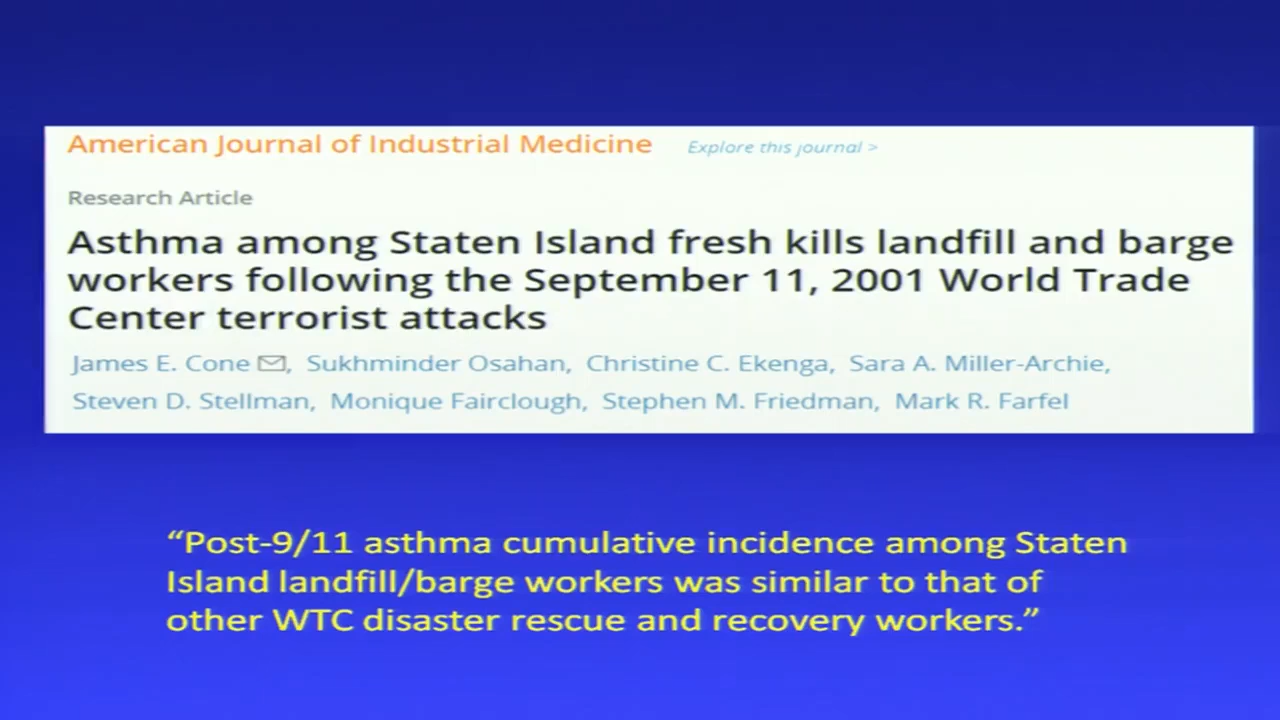 American Journal of Industrial Medicine Explore this journal >
Research Article
Asthma among Staten Island fresh kills landfill and barge
workers following the September 11, 2001 World Trade
Center terrorist attacks
James E. Cone, Sukhminder Osahan, Christine C. Ekenga, Sara A. Miller-Archie,
Steven D. Stellman, Monique Fairclough, Stephen M. Friedman, Mark R. Farfel
“Post-9/11 asthma cumulative incidence among Staten
Island landfill/barge workers was similar to that of
other WTC disaster rescue and recovery workers.”